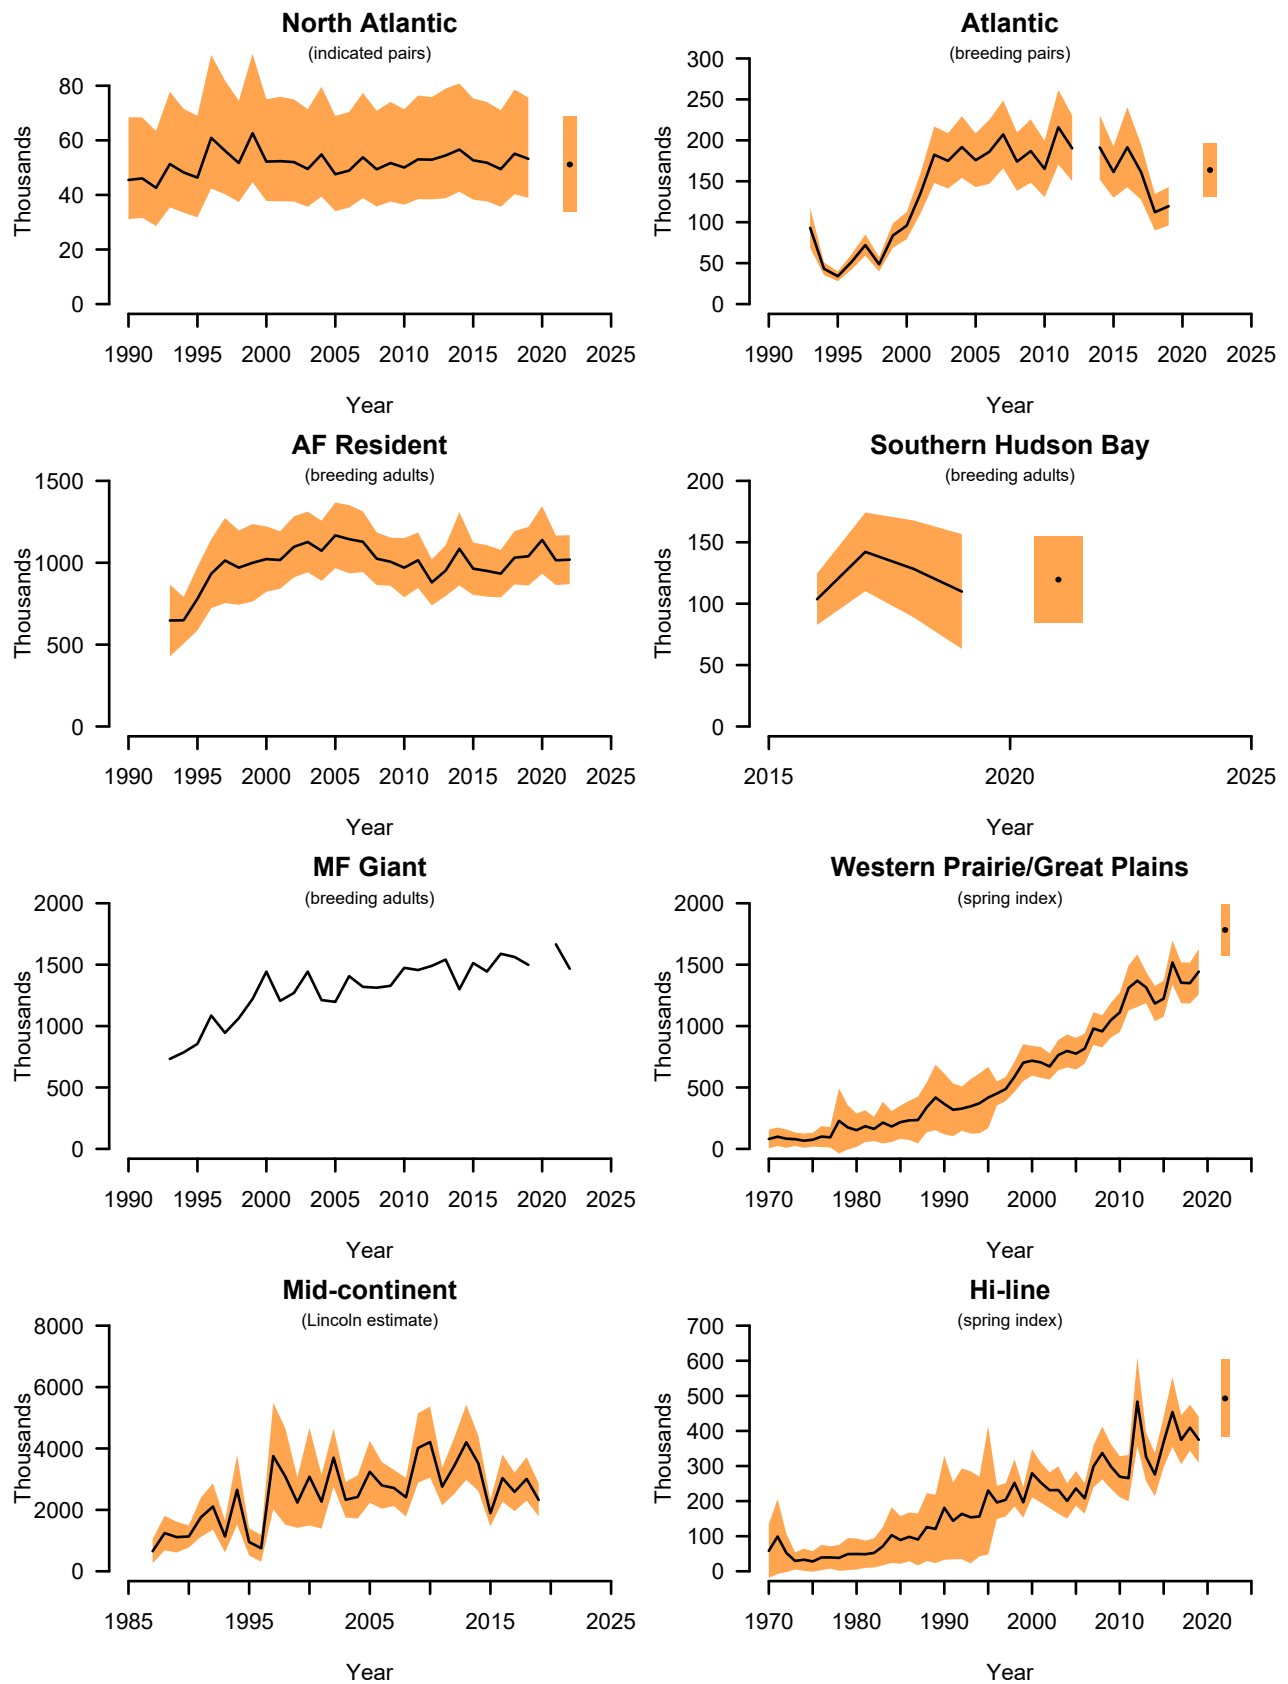 North Atlantic
(indicated pairs)
Thousands
80
60
40
20
0
1990 1995 2000 2005 2010 2015 2020 2025
Year
Atlantic
(breeding pairs)
Thousands
300
250
200
150
100
50
0
1990 1995 2000 2005 2010 2015 2020 2025
Year
AF Resident
(breeding adults)
Thousands
1500
1000
500
0
1990 1995 2000 2005 2010 2015 2020 2025
Year
Southern Hudson Bay
(breeding adults)
Thousands
200
150
100
50
0
2015 2020 2025
Year
MF Giant
(breeding adults)
Thousands
2000
1500
1000
500
0
1990 1995 2000 2005 2010 2015 2020 2025
Year
Western Prairie/Great Plains
(spring index)
Thousands
2000
1500
1000
500
0
1970 1980 1990 2000 2010 2020
Year
Mid-continent
(Lincoln estimate)
Thousands
8000
6000
4000
2000
0
1985 1995 2005 2015 2025
Year
Hi-line
(spring index)
Thousands
700
600
500
400
300
200
100
0
1970 1980 1990 2000 2010 2020
Year